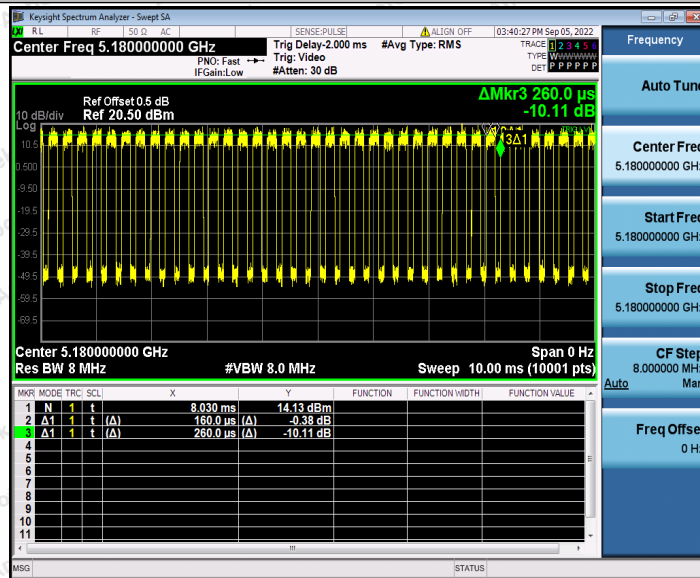 Keysight Spectrum Analyzer - Swept SA
RL RF 50 Ω AC SENSE:PULSE ALIGN OFF 03:40:27 PM Sep 05, 2022
Center Freq 5.180000000 GHz
PNO: Fast
IFGain:Low
Trig Delay-2.000 ms
Trig: Video
#Atten: 30 dB
#Avg Type: RMS
TRACE 1 2 3 4 5 6
TYPE WWWWWW
DET P P P P P P
ΔMkr3 260.0 µs
-10.11 dB
Ref Offset 0.5 dB
10 dB/div Ref 20.50 dBm
Log
10.5
0.500
-9.50
-19.5
-29.5
-39.5
-49.5
-59.5
-69.5
3Δ1
Center 5.180000000 GHz Span 0 Hz
Res BW 8 MHz #VBW 8.0 MHz Sweep 10.00 ms (10001 pts)
MKR MODE TRC SCL X Y FUNCTION FUNCTION WIDTH FUNCTION VALUE
1 N 1 t 8.030 ms 14.13 dBm
2 Δ1 1 t (Δ) 160.0 µs (Δ) -0.38 dB
3 Δ1 1 t (Δ) 260.0 µs (Δ) -10.11 dB
4
5
6
7
8
9
10
11
MSG STATUS
Frequency
Auto Tune
Center Freq
5.180000000 GHz
Start Freq
5.180000000 GHz
Stop Freq
5.180000000 GHz
CF Step
8.000000 MHz
Auto Man
Freq Offset
0 Hz